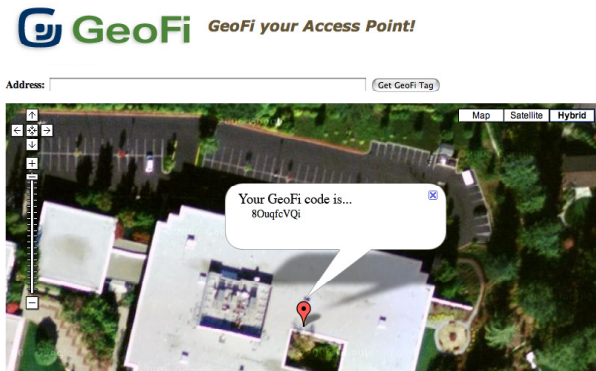 GeoFi
GeoFi your Access Point!
Address:
Get GeoFi Tag
Map
Satellite
Hybrid
Your GeoFi code is...
8OuqfcVQi